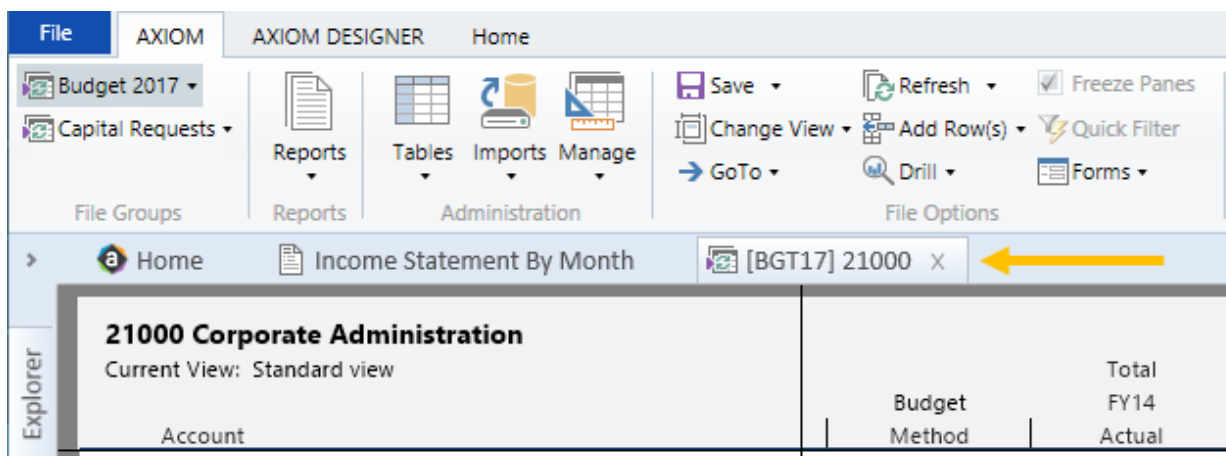 File AXIOM AXIOM DESIGNER Home
Budget 2017
Capital Requests
File Groups
Reports
Reports
Tables Imports Manage
Administration
Save Refresh Freeze Panes
Change View Add Row(s) Quick Filter
GoTo Drill Forms
File Options
Home Income Statement By Month [BGT17] 21000 X
Explorer
21000 Corporate Administration
Current View: Standard view
Total
Budget FY14
Account Method Actual